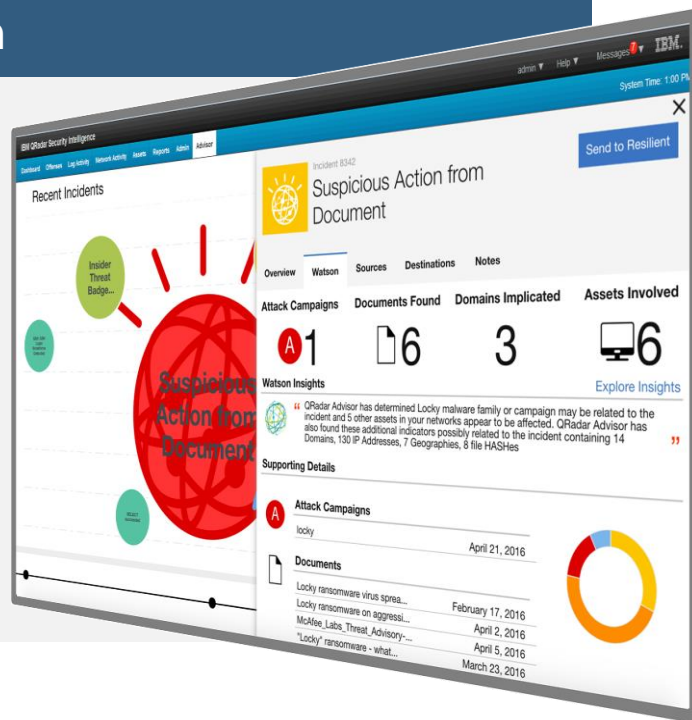 n
admin ▼ Help ▼ Messages 7 ▼ IBM.
System Time: 1:00 PM
IBM QRadar Security Intelligence
Dashboard Offenses Log Activity Network Activity Assets Reports Admin Advisor
Recent Incidents
Insider
Threat
Badge...
Suspicious
Action from
Document
Incident 8342
Suspicious Action from
Document
Send to Resilient
Overview Watson Sources Destinations Notes
Attack Campaigns Documents Found Domains Implicated Assets Involved
A 1 6 3 6
Watson Insights
Explore Insights
“ QRadar Advisor has determined Locky malware family or campaign may be related to the
incident and 5 other assets in your networks appear to be affected. QRadar Advisor has
also found these additional indicators possibly related to the incident containing 14
Domains, 130 IP Addresses, 7 Geographies, 8 file HASHes ”
Supporting Details
A Attack Campaigns
locky April 21, 2016
Documents
Locky ransomware virus sprea... February 17, 2016
Locky ransomware on aggressi... April 2, 2016
McAfee_Labs_Threat_Advisory-... April 5, 2016
"Locky" ransomware - what... March 23, 2016